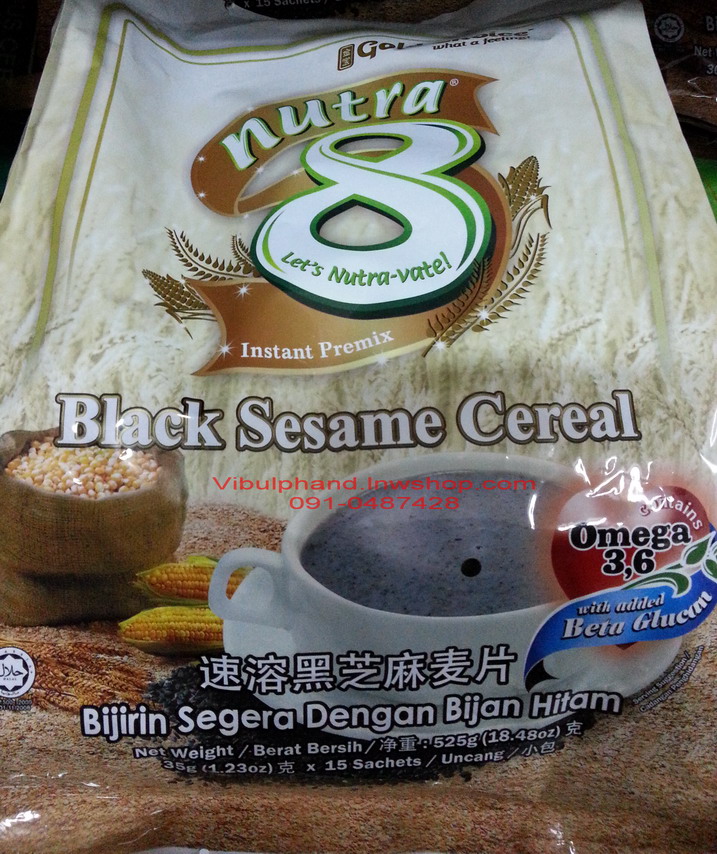 x 15 Sachets /
what a feeling!
nutra
8
Let's Nutra-vate!
Instant Premix
Black Sesame Cereal
Vibulphand.lnwshop.com
091-0487428
contains
Omega
3,6
with added
Beta Glucan
速溶黑芝麻麦片
Bijirin Segera Dengan Bijan Hitam
Net Weight / Berat Bersih / 净重 : 525g (18.48oz) 克
35g (1.23oz) 克 x 15 Sachets / Uncang / 小包